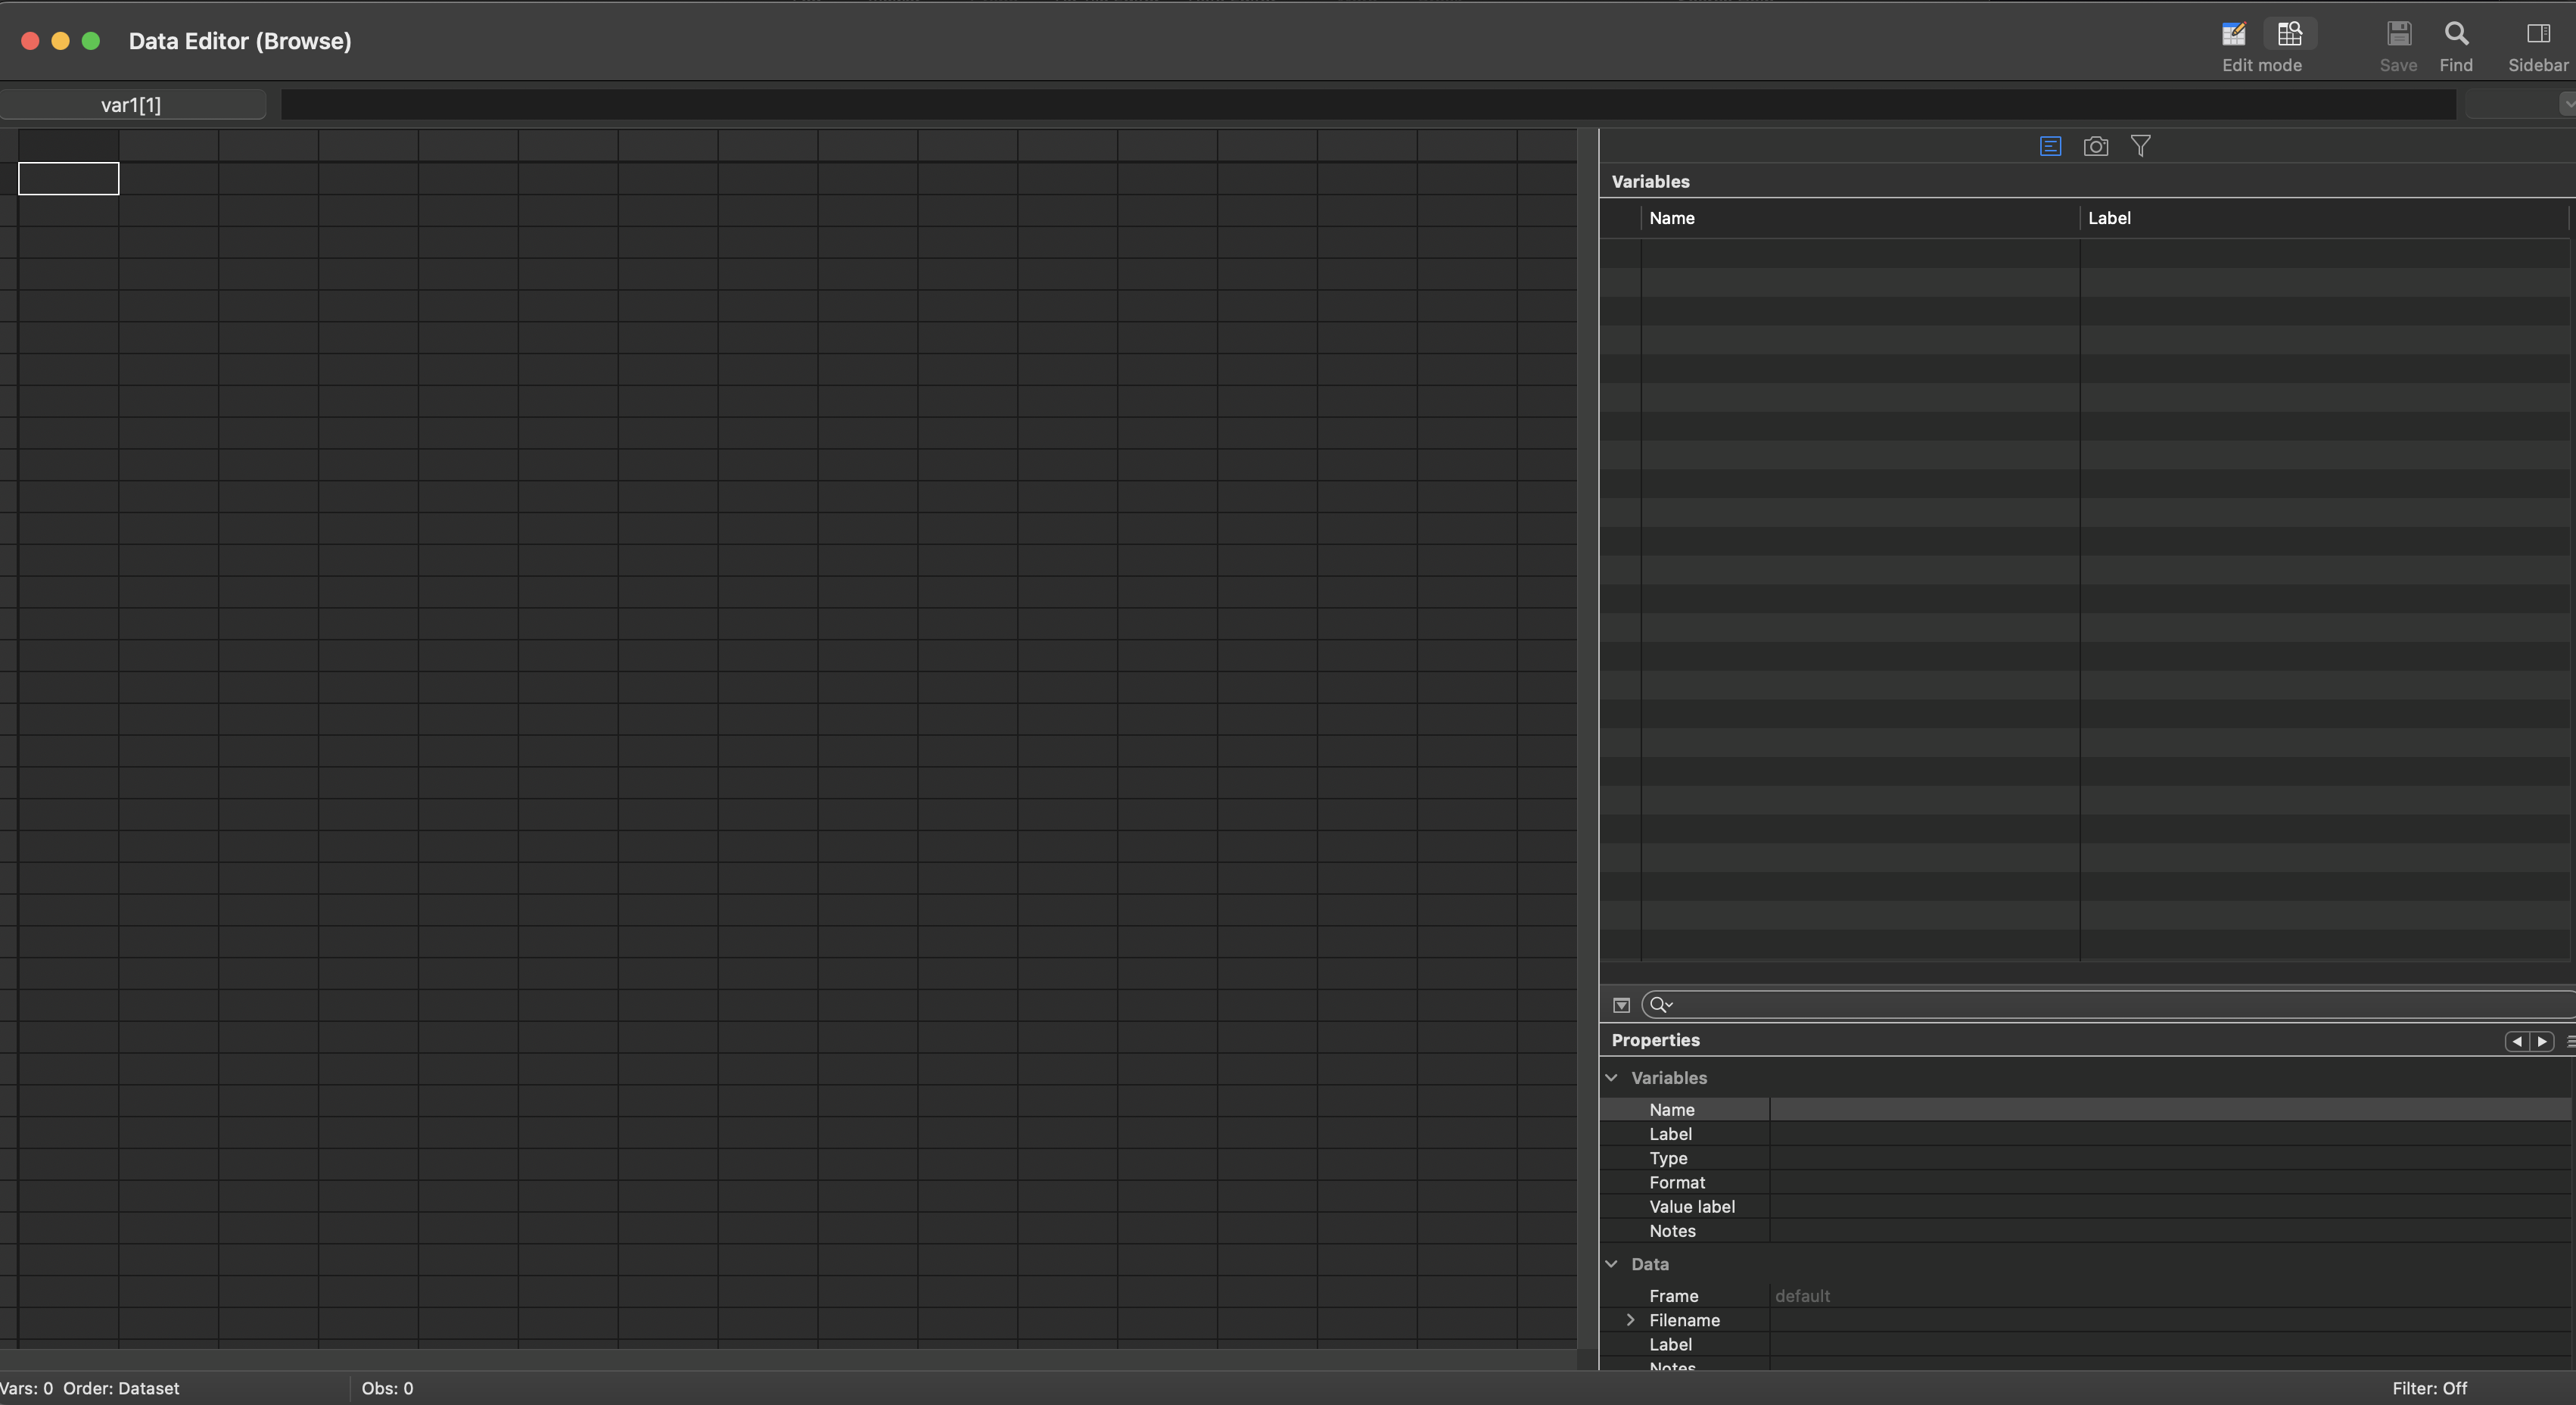 Data Editor (Browse)
Edit mode
Save
Find
Sidebar
var1[1]
Variables
Name
Label
Properties
Variables
Name
Label
Type
Format
Value label
Notes
Data
Frame
default
Filename
Label
Notes
Vars: 0 Order: Dataset
Obs: 0
Filter: Off